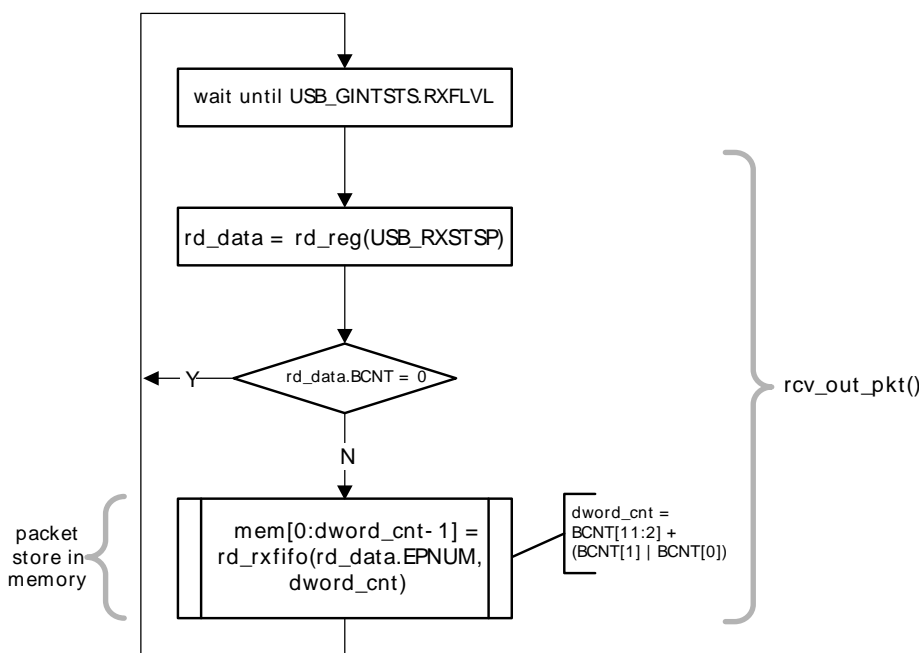 wait until USB_GINTSTS.RXFLVL
rd_data = rd_reg(USB_RXSTSP)
rd_data.BCNT = 0
Y
rcv_out_pkt()
N
packet
store in
memory
mem[0:dword_cnt-1] =
rd_rxfifo(rd_data.EPNUM,
dword_cnt)
dword_cnt =
BCNT[11:2] +
(BCNT[1] | BCNT[0])